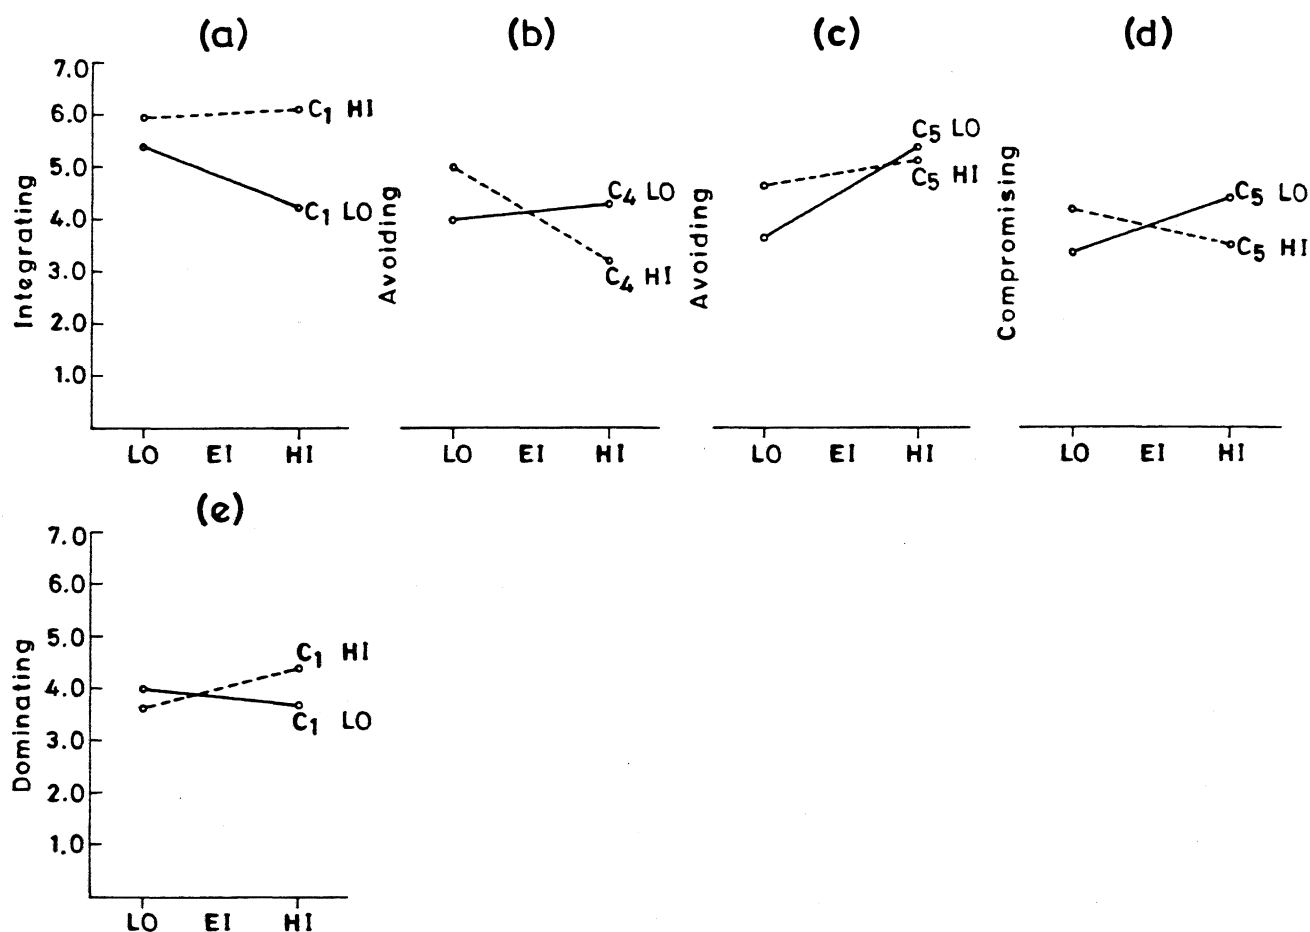 (a) (b) (c) (d)
7.0
6.0
5.0
4.0
3.0
2.0
1.0
Integrating
C1 HI
C1 LO
LO EI HI
Avoiding
C4 LO
C4 HI
LO EI HI
Avoiding
C5 LO
C5 HI
LO EI HI
Compromising
C5 LO
C5 HI
LO EI HI
(e)
7.0
6.0
5.0
4.0
3.0
2.0
1.0
Dominating
C1 HI
C1 LO
LO EI HI